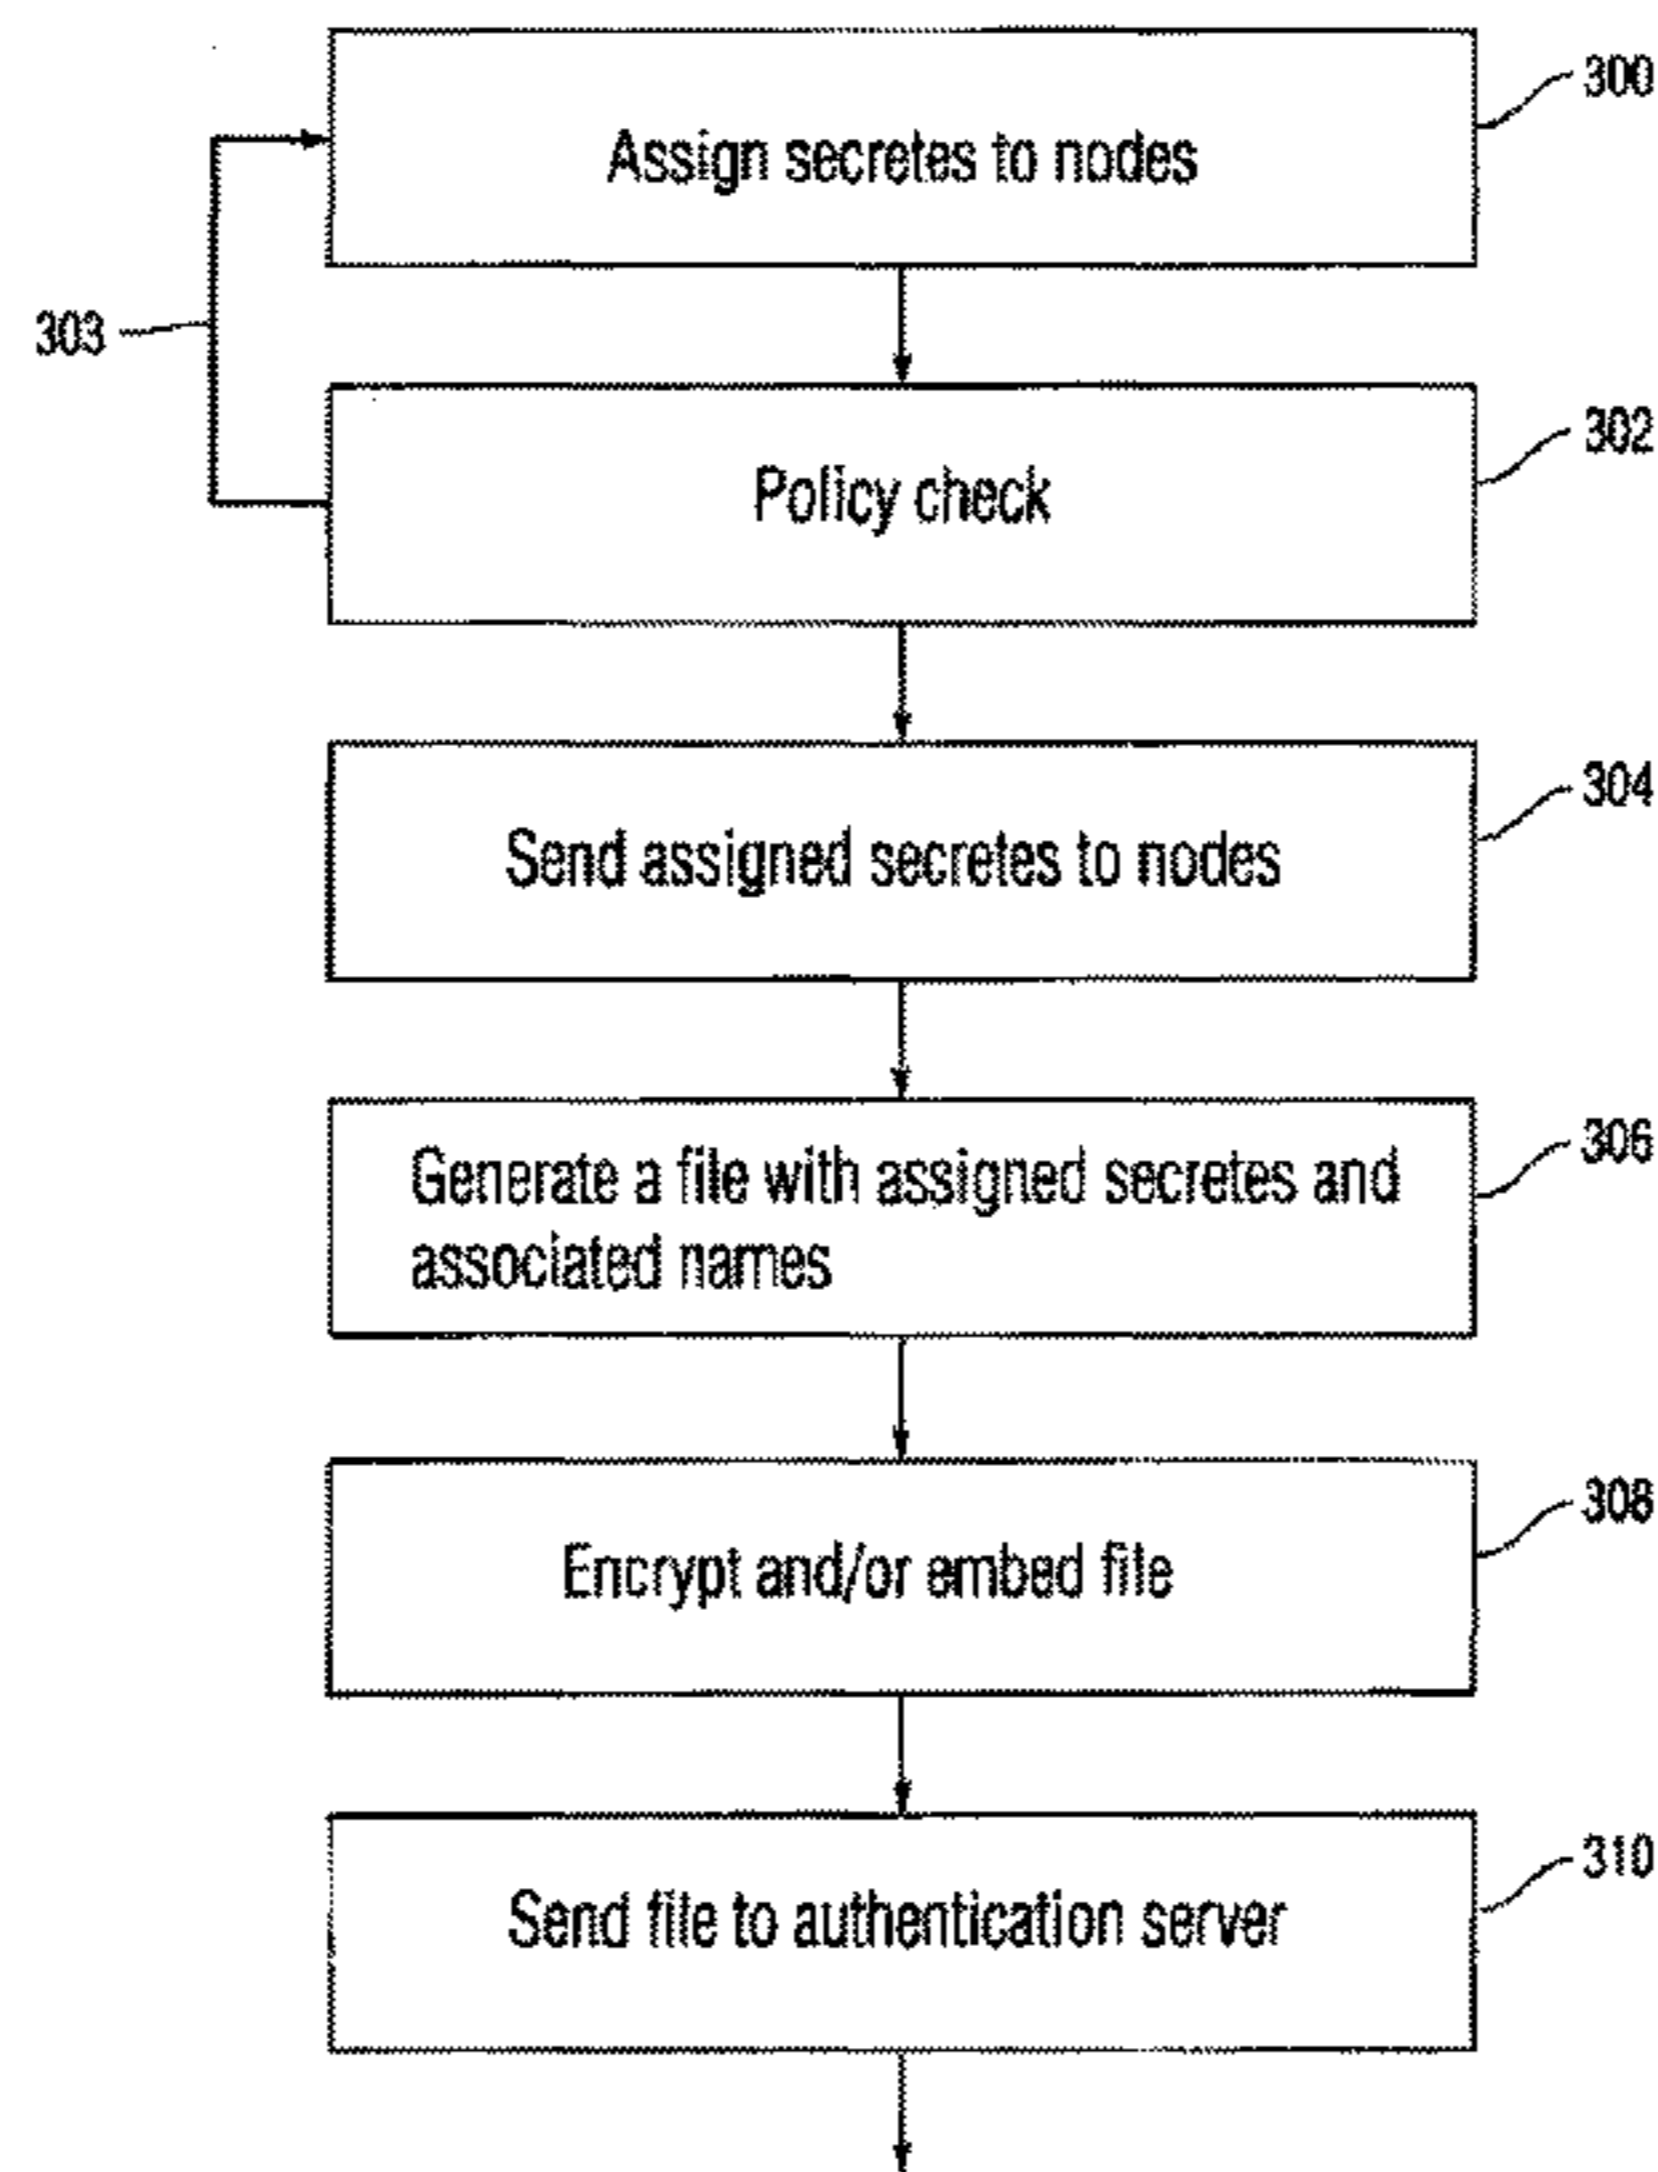 300
Assign secretes to nodes
303
302
Policy check
304
Send assigned secretes to nodes
306
Generate a file with assigned secretes and
associated names
308
Encrypt and/or embed file
310
Send file to authentication server